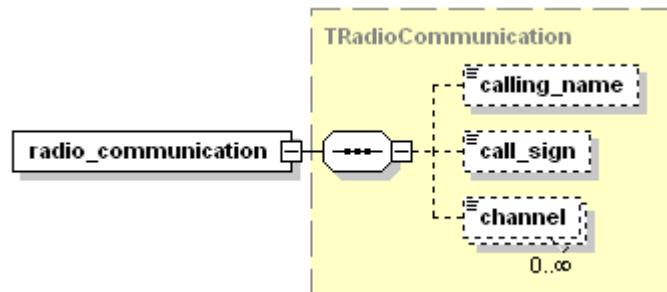 TRadioCommunication
calling_name
radio_communication
call_sign
channel
0..∞